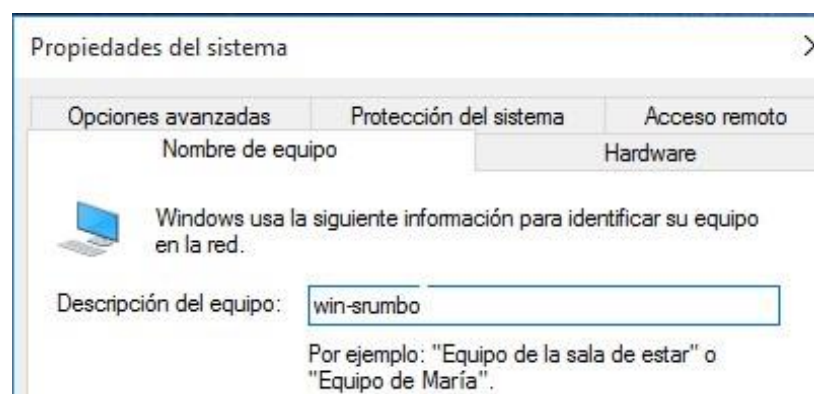 Propiedades del sistema
Opciones avanzadas Protección del sistema Acceso remoto
Nombre de equipo Hardware
Windows usa la siguiente información para identificar su equipo
en la red.
Descripción del equipo: win-srumbo
Por ejemplo: "Equipo de la sala de estar" o
"Equipo de María".